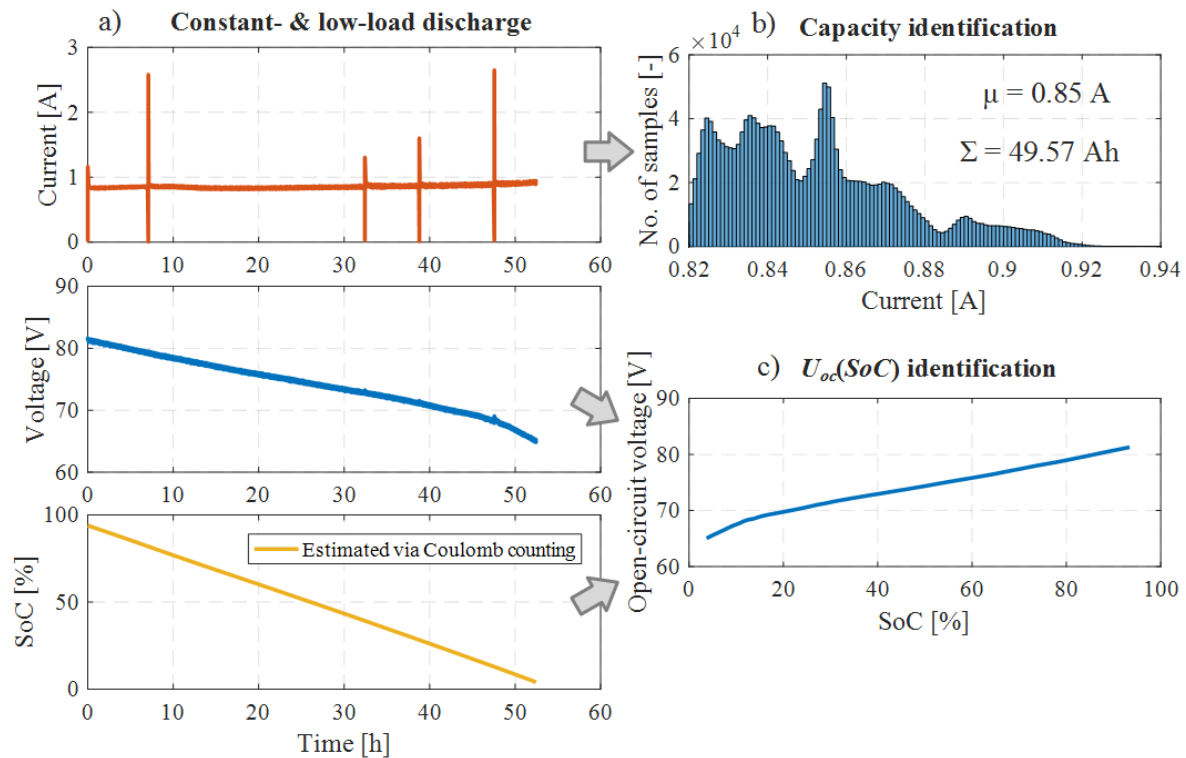 a) Constant- & low-load discharge
Current [A]
3
2
1
0
0 10 20 30 40 50 60
Voltage [V]
90
80
70
60
0 10 20 30 40 50 60
SoC [%]
100
50
0
Estimated via Coulomb counting
0 10 20 30 40 50 60
Time [h]
b) Capacity identification
×10⁴
No. of samples [-]
6
4
2
0
μ = 0.85 A
Σ = 49.57 Ah
0.82 0.84 0.86 0.88 0.9 0.92 0.94
Current [A]
c) Uoc(SoC) identification
Open-circuit voltage [V]
90
80
70
60
20 40 60 80 100
SoC [%]